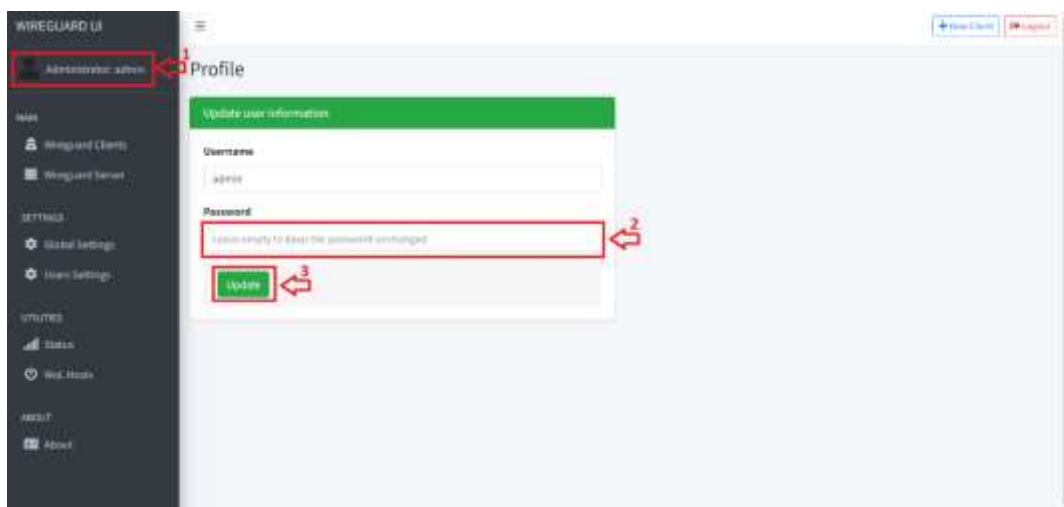 WIREGUARD UI
+ New Client
Logout
1
Administrator: admin
Profile
MAIN
Wireguard Clients
Wireguard Server
SETTINGS
Global Settings
Users Settings
UTILITIES
Status
WoL Hosts
ABOUT
About
Update user information
Username
admin
Password
Leave empty to keep the password unchanged
2
Update
3